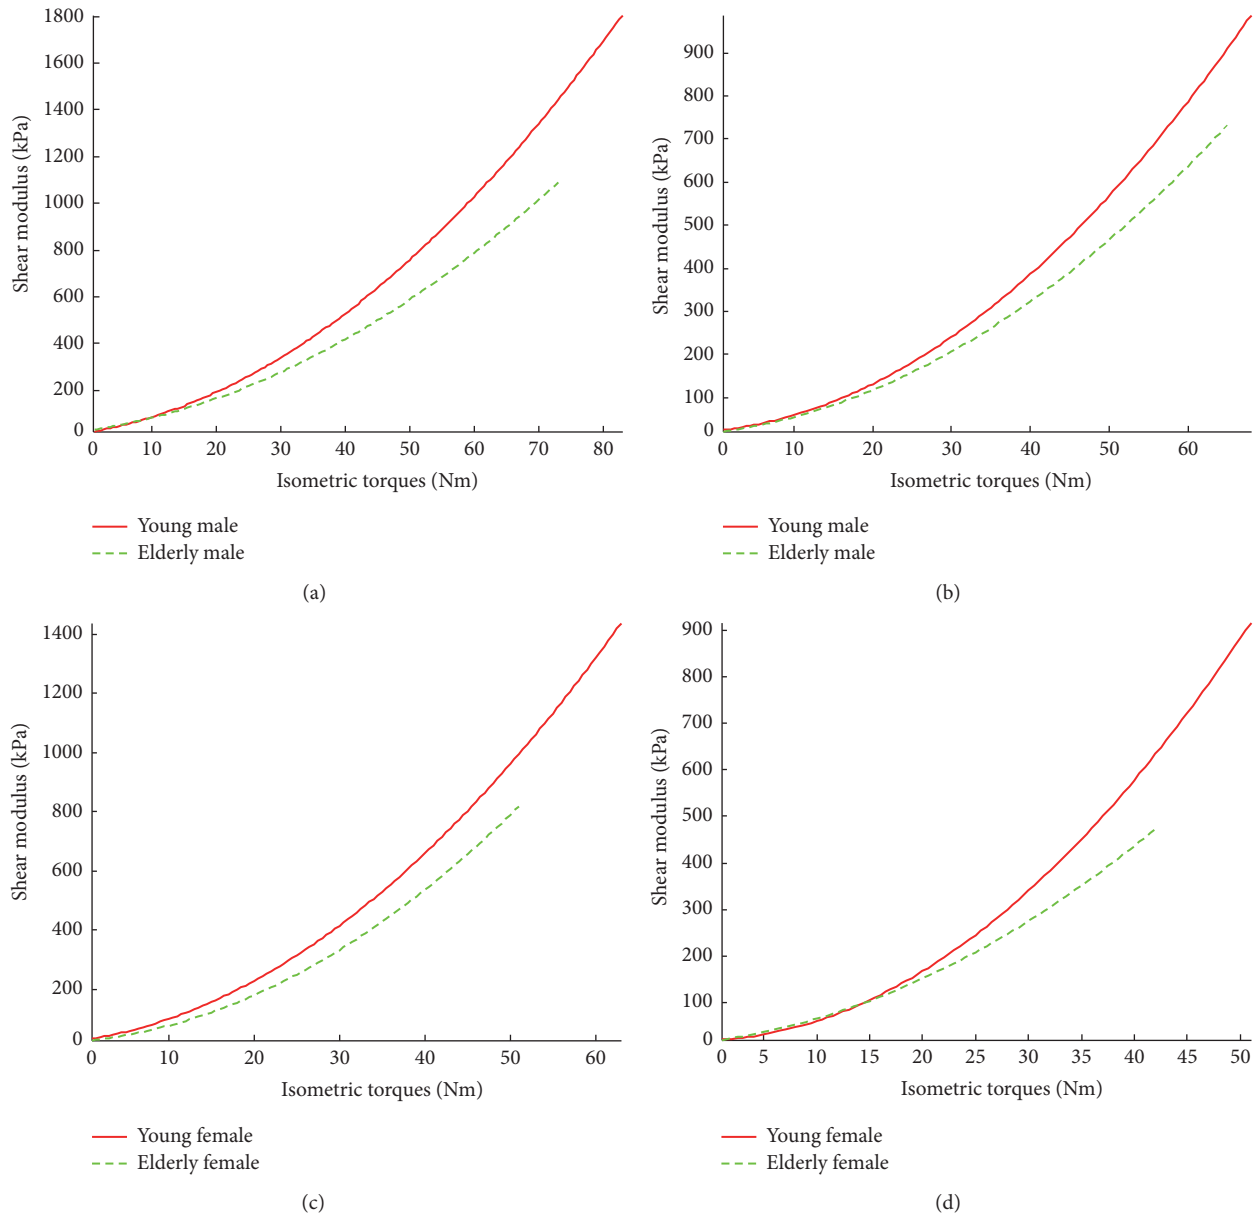 1800
1600
1400
1200
1000
800
600
400
200
0
Shear modulus (kPa)
0 10 20 30 40 50 60 70 80
Isometric torques (Nm)
Young male
Elderly male
(a)
900
800
700
600
500
400
300
200
100
0
Shear modulus (kPa)
0 10 20 30 40 50 60
Isometric torques (Nm)
Young male
Elderly male
(b)
1400
1200
1000
800
600
400
200
0
Shear modulus (kPa)
0 10 20 30 40 50 60
Isometric torques (Nm)
Young female
Elderly female
(c)
900
800
700
600
500
400
300
200
100
0
Shear modulus (kPa)
0 5 10 15 20 25 30 35 40 45 50
Isometric torques (Nm)
Young female
Elderly female
(d)